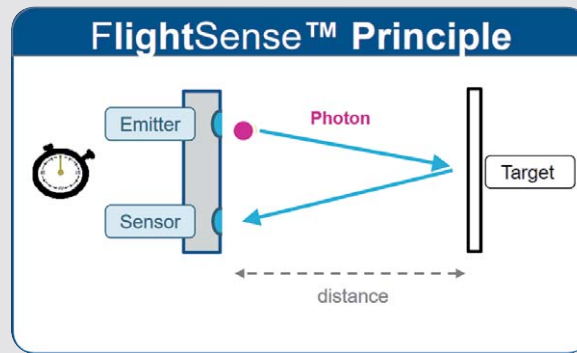 FlightSense™ Principle
Emitter
Photon
Target
Sensor
distance